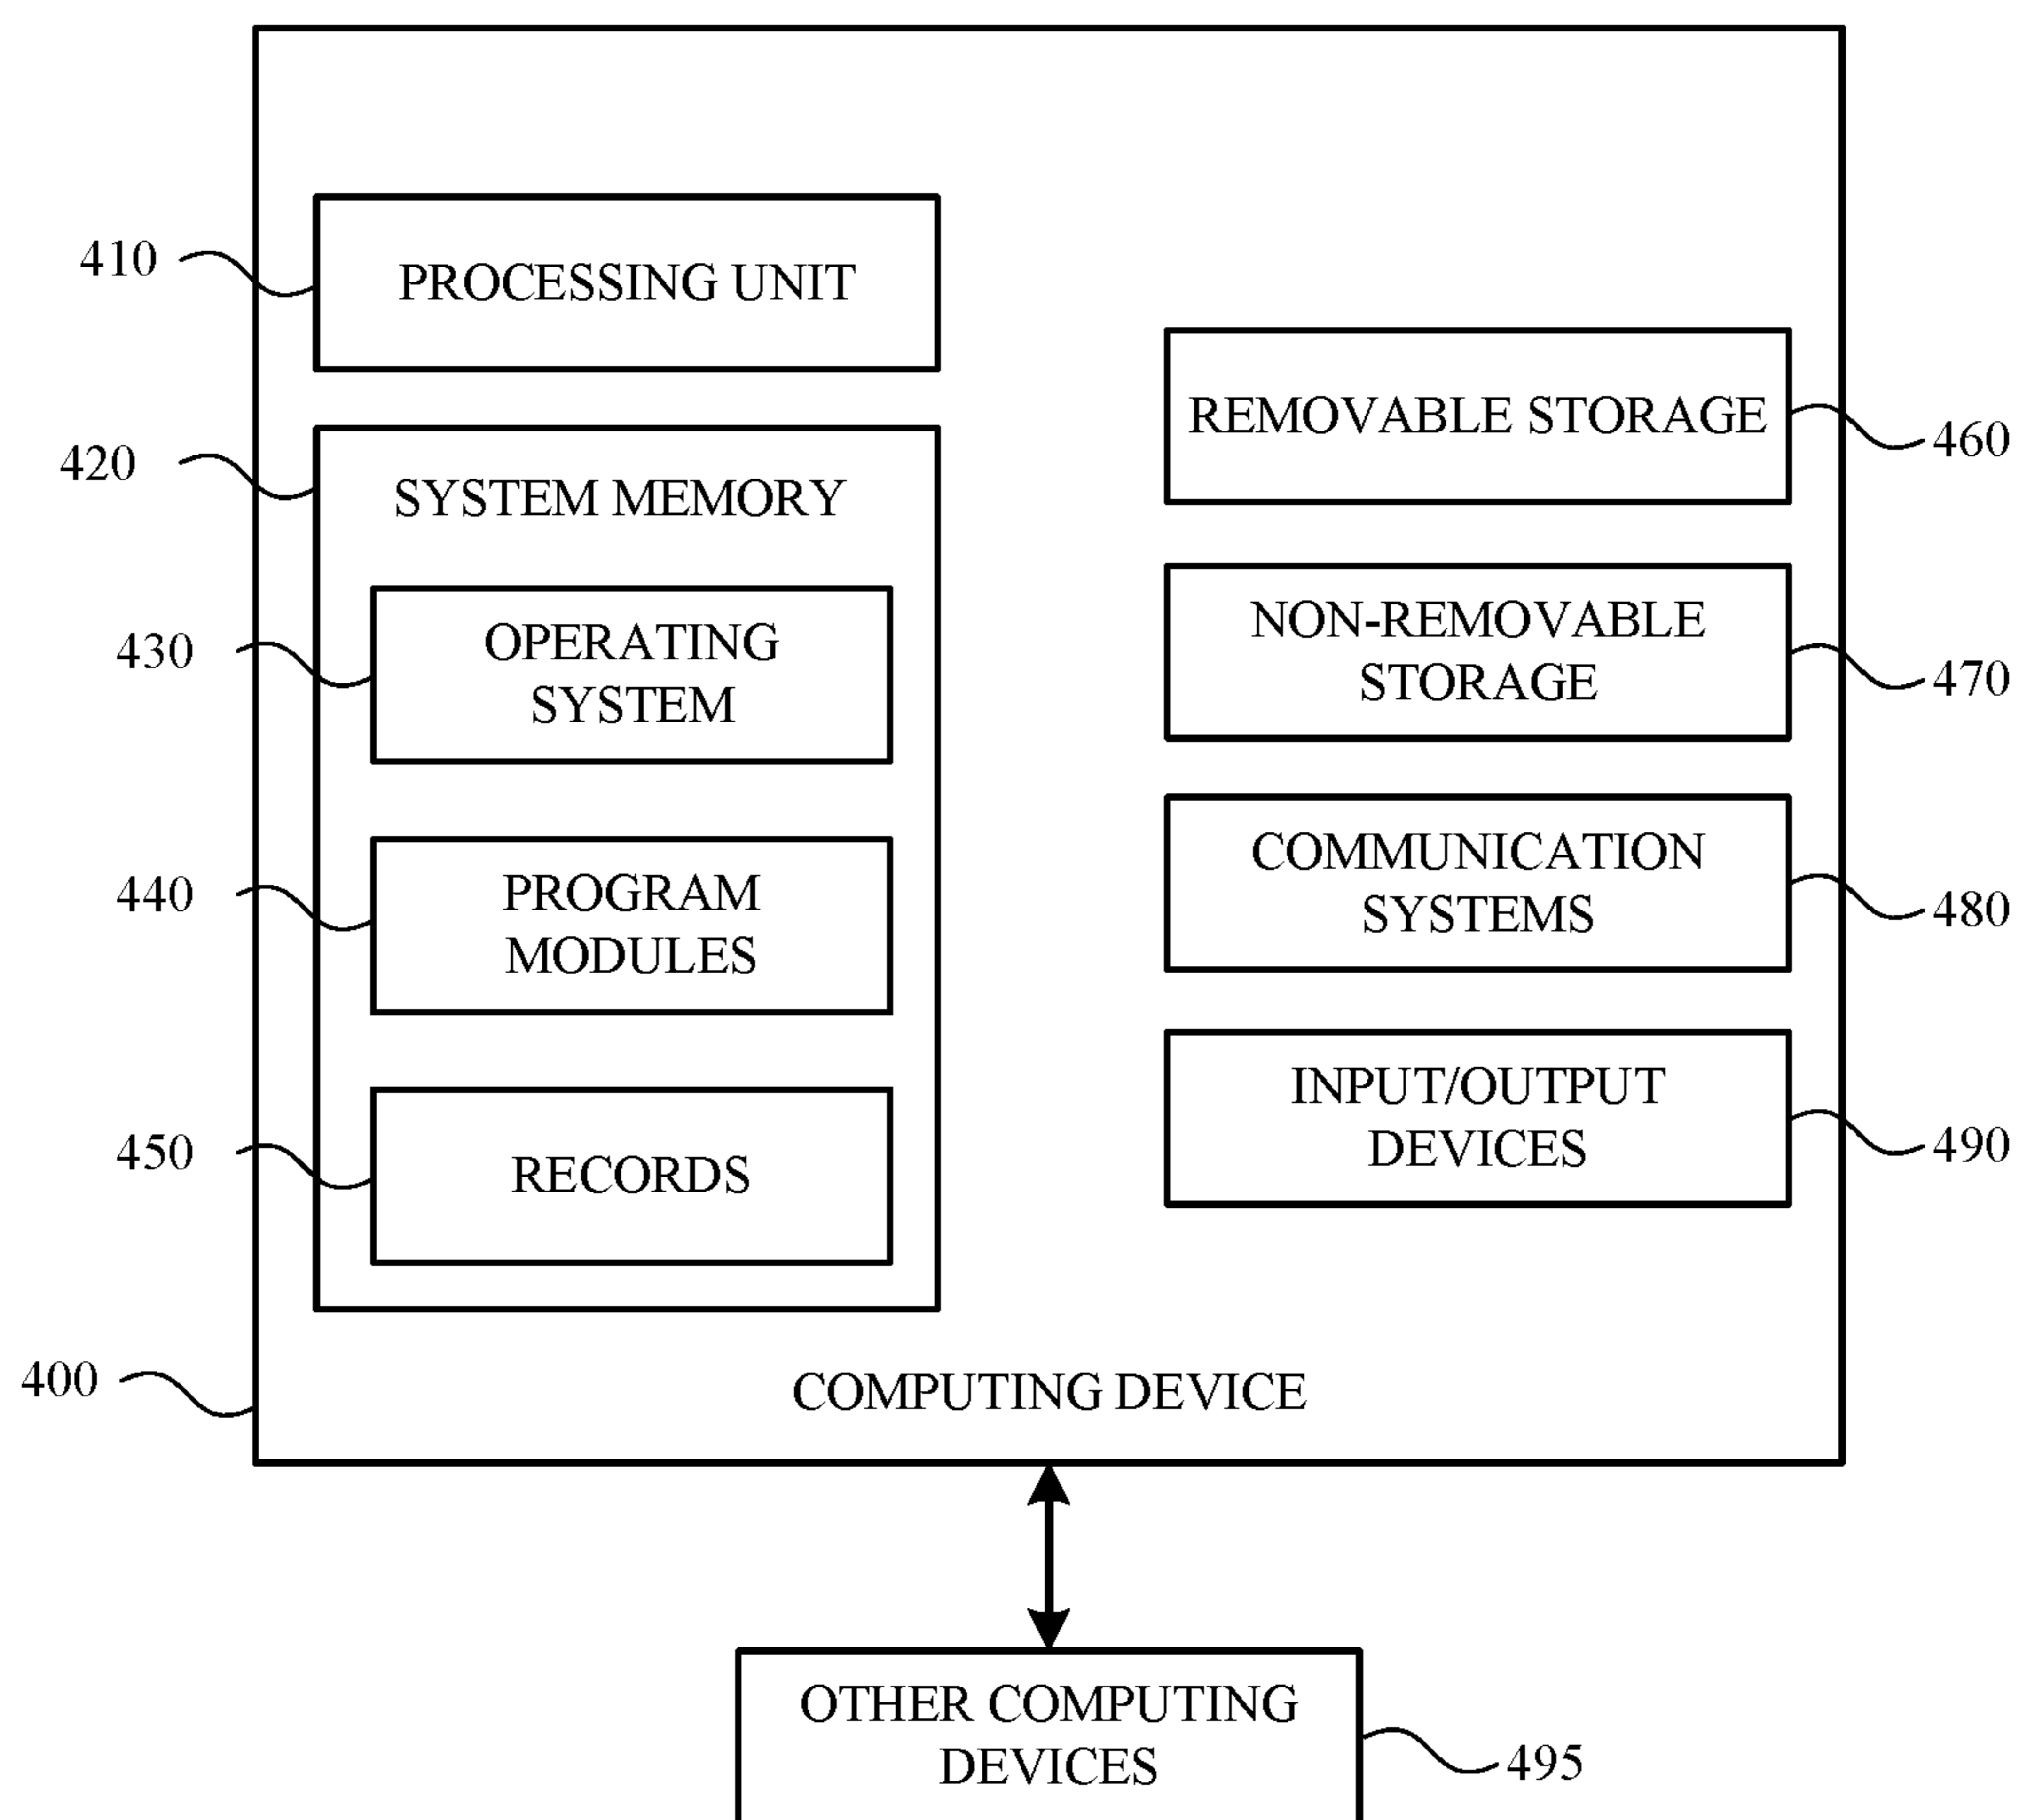 410
PROCESSING UNIT
420
SYSTEM MEMORY
430
OPERATING
SYSTEM
440
PROGRAM
MODULES
450
RECORDS
REMOVABLE STORAGE
460
NON-REMOVABLE
STORAGE
470
COMMUNICATION
SYSTEMS
480
INPUT/OUTPUT
DEVICES
490
400
COMPUTING DEVICE
OTHER COMPUTING
DEVICES
495